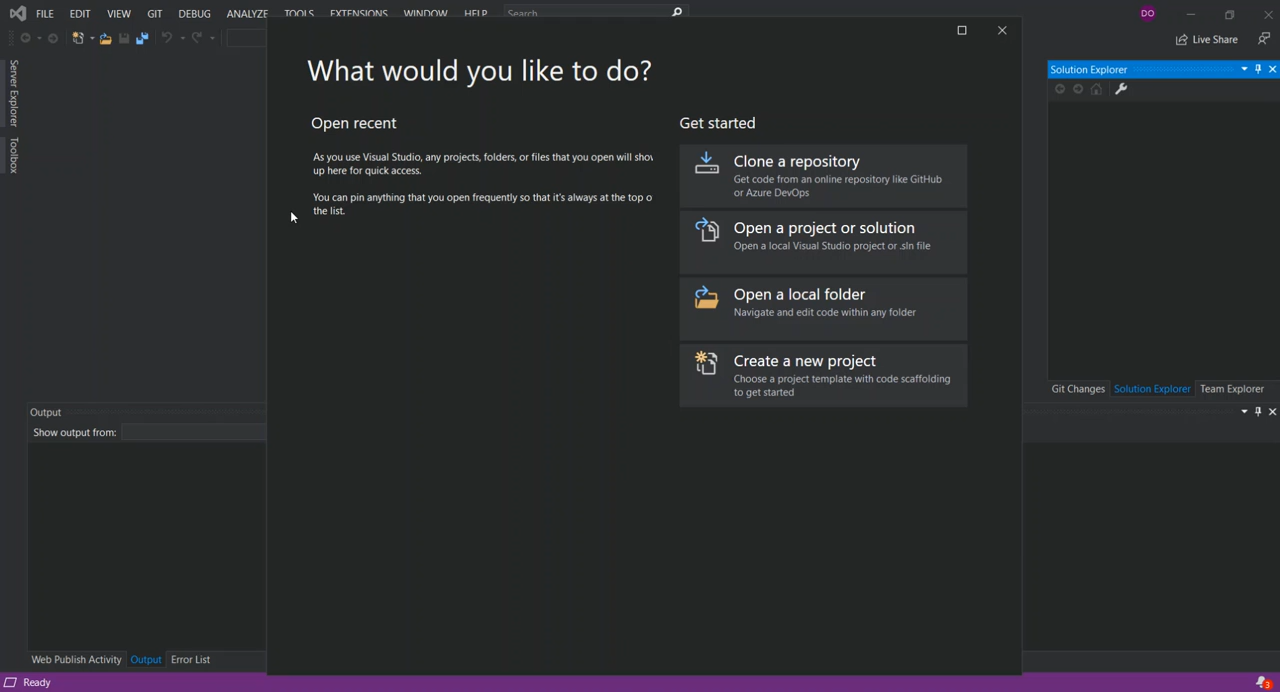 FILE EDIT VIEW GIT DEBUG ANALYZE TOOLS EXTENSIONS WINDOW HELP Search DO
Live Share
Server Explorer
Toolbox
What would you like to do?
Open recent
As you use Visual Studio, any projects, folders, or files that you open will show
up here for quick access.
You can pin anything that you open frequently so that it's always at the top o
the list.
Get started
Clone a repository
Get code from an online repository like GitHub
or Azure DevOps
Open a project or solution
Open a local Visual Studio project or .sln file
Open a local folder
Navigate and edit code within any folder
Create a new project
Choose a project template with code scaffolding
to get started
Solution Explorer
Git Changes Solution Explorer Team Explorer
Output
Show output from:
Web Publish Activity Output Error List
Ready
3